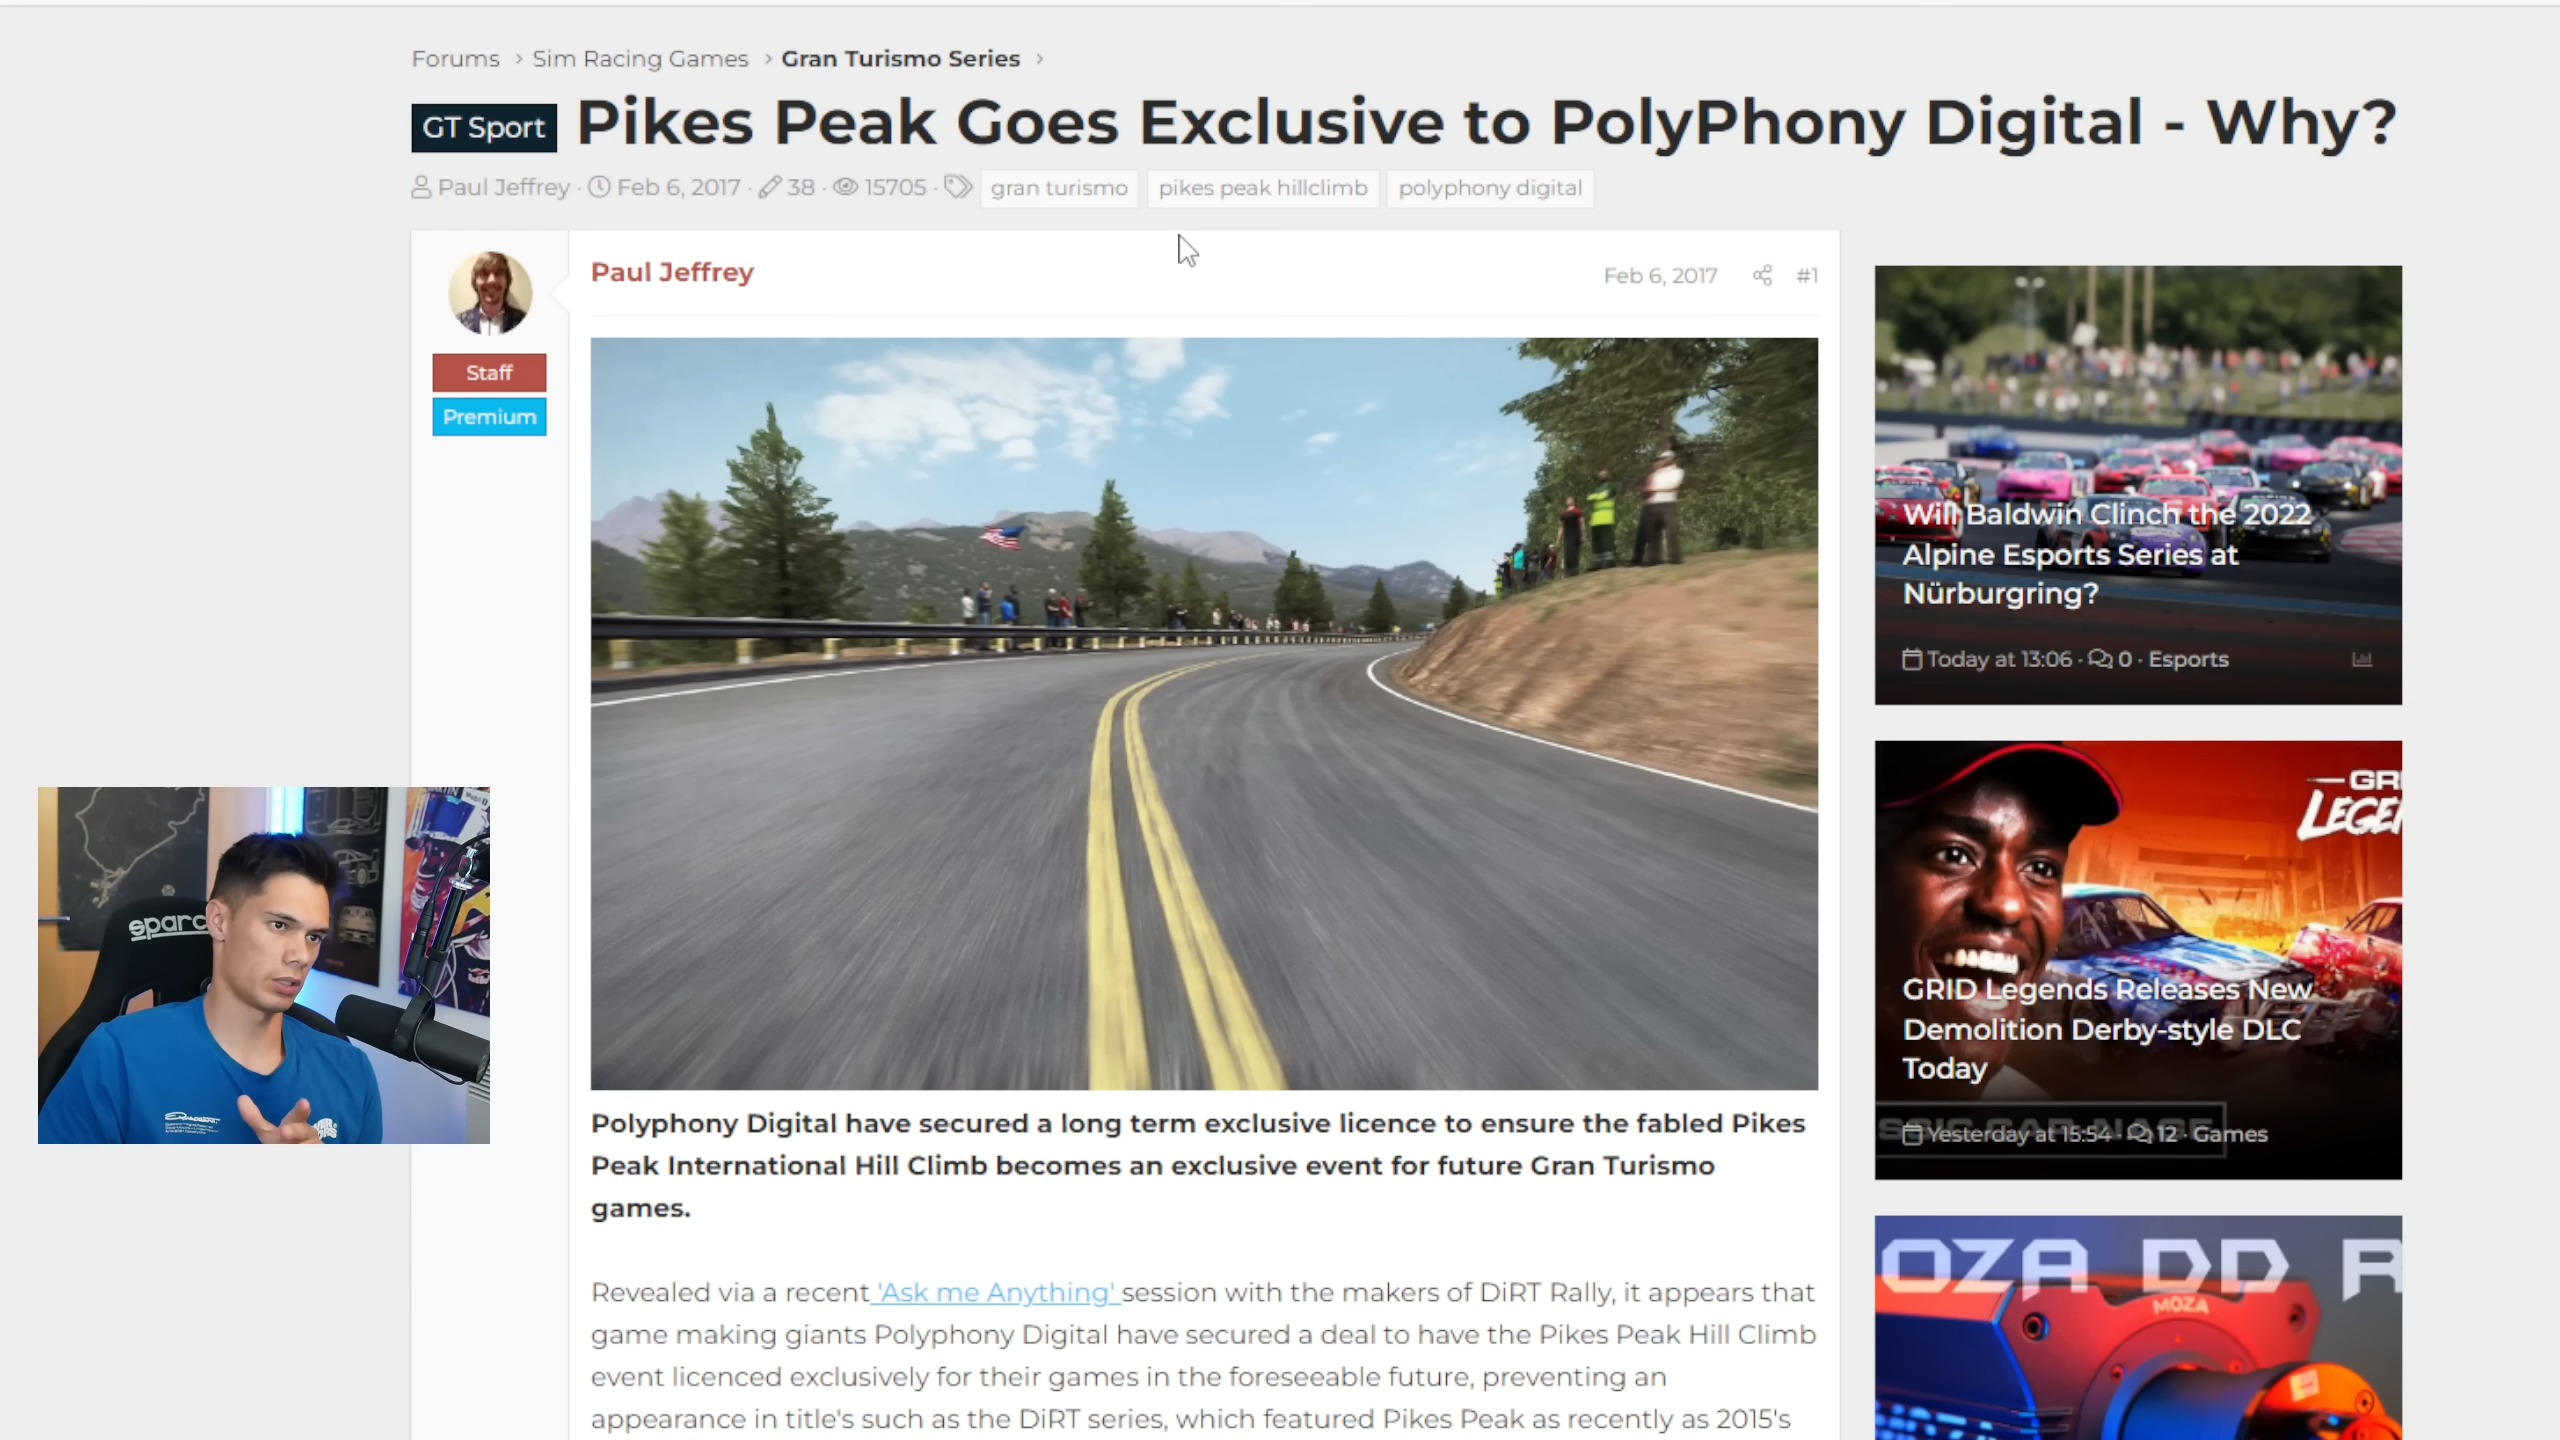 Forums > Sim Racing Games > Gran Turismo Series >
GT Sport Pikes Peak Goes Exclusive to PolyPhony Digital - Why?
Paul Jeffrey · Feb 6, 2017 · 38 · 15705 · gran turismo pikes peak hillclimb polyphony digital
Paul Jeffrey
Feb 6, 2017 #1
Staff
Premium
Polyphony Digital have secured a long term exclusive licence to ensure the fabled Pikes
Peak International Hill Climb becomes an exclusive event for future Gran Turismo
games.
Revealed via a recent 'Ask me Anything' session with the makers of DiRT Rally, it appears that
game making giants Polyphony Digital have secured a deal to have the Pikes Peak Hill Climb
event licenced exclusively for their games in the foreseeable future, preventing an
appearance in title's such as the DiRT series, which featured Pikes Peak as recently as 2015's
Will Baldwin Clinch the 2022
Alpine Esports Series at
Nürburgring?
Today at 13:06 · 0 · Esports
GRID Legends Releases New
Demolition Derby-style DLC
Today
Yesterday at 15:54 · 12 · Games
OZA DD R
MOZA
sparc